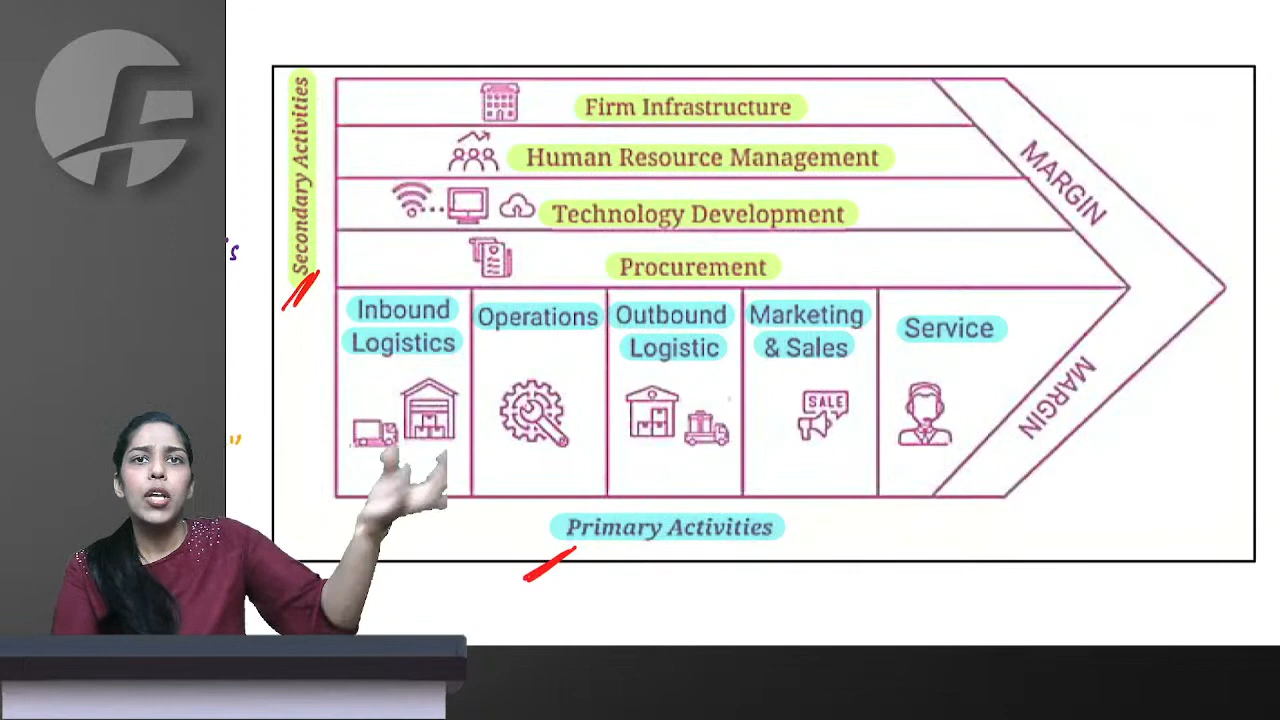 Secondary Activities
Firm Infrastructure
Human Resource Management
Technology Development
Procurement
MARGIN
Inbound
Logistics
Operations
Outbound
Logistic
Marketing
& Sales
SALE
Service
MARGIN
Primary Activities